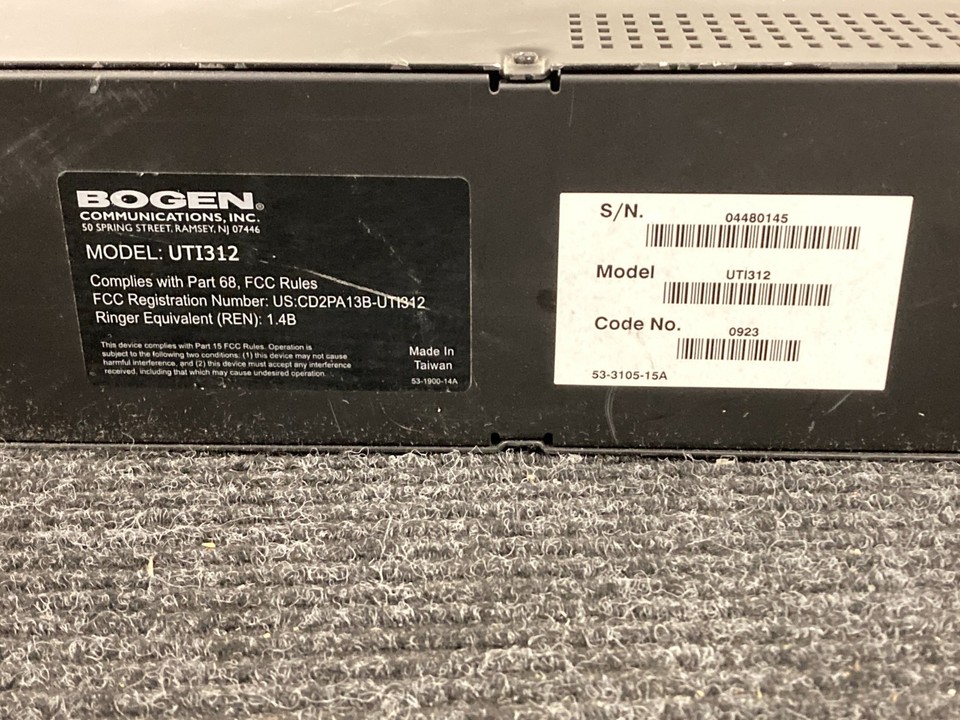 BOGEN®
COMMUNICATIONS, INC.
50 SPRING STREET, RAMSEY, NJ 07446
MODEL: UTI312
Complies with Part 68, FCC Rules
FCC Registration Number: US:CD2PA13B-UTI312
Ringer Equivalent (REN): 1.4B
This device complies with Part 15 FCC Rules. Operation is
subject to the following two conditions: (1) this device may not cause
harmful interference, and (2) this device must accept any interference
received, including that which may cause undesired operation.
Made In
Taiwan
53-1900-14A
S/N.
04480145
Model
UTI312
Code No.
0923
53-3105-15A